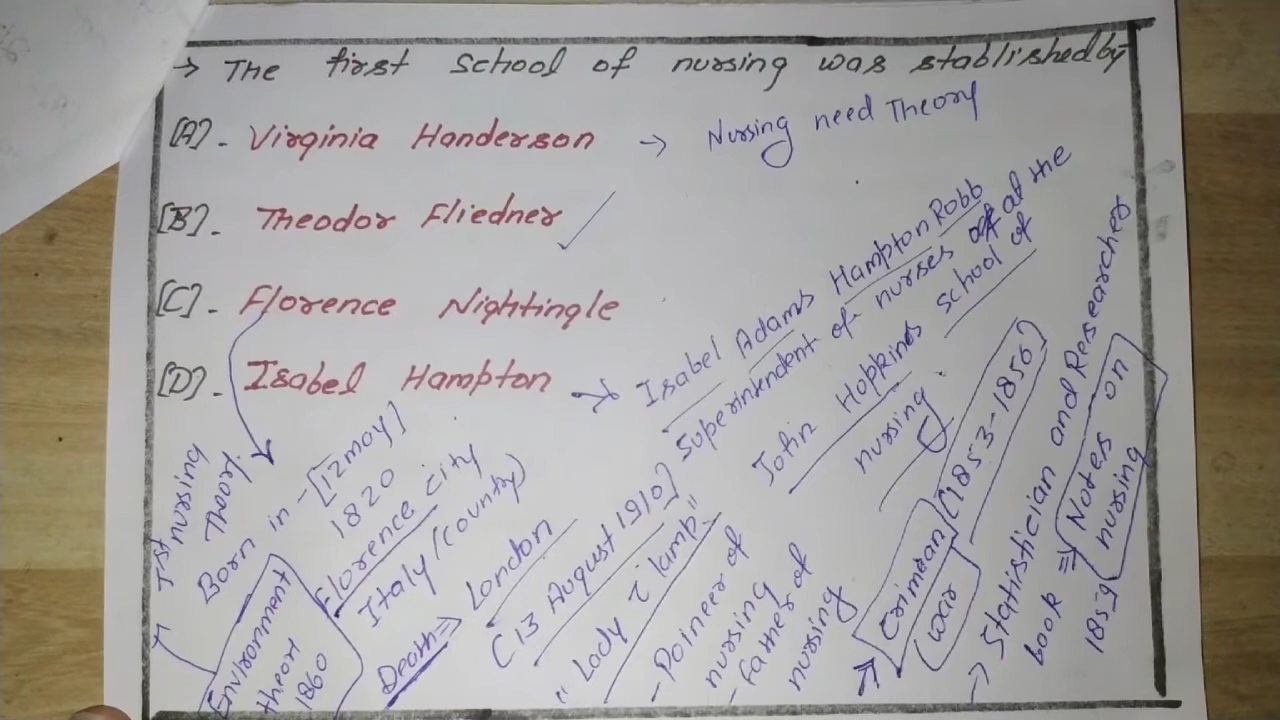 → The first school of nursing was stablished by
[A]. Virginia Handerson → Nursing need Theory
[B]. Theodor Fliedner ✓
[C]. Florence Nightingle
[D]. Isabel Hampton → Isabel Adams Hampton Robb
Superintendent of nurses at the
John Hopkins school of
nursing.
1st nursing
Theory.
Environment
theory
1860
Born in - [12 may]
1820
Florence city
Italy (country)
Death ⇒ London
(13 August 1910]
"Lady c̄ lamp"
- Poineer of
nursing
- father of
nursing
Crimean [1853-1856]
(war)
→ Statistician and Researcher
book ⇒ Notes on
1859 nursing